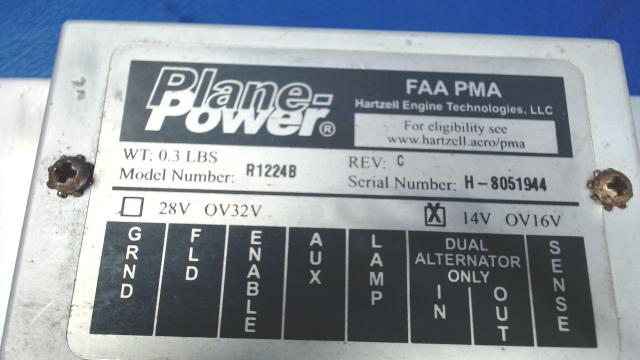 Plane-
Power®
FAA PMA
Hartzell Engine Technologies, LLC
For eligibility see
www.hartzell.aero/pma
WT: 0.3 LBS
REV: C
Model Number: R1224B
Serial Number: H-8051944
28V OV32V
X 14V OV16V
GRND
FLD
ENABLE
AUX
LAMP
DUAL
ALTERNATOR
ONLY
IN
OUT
SENSE